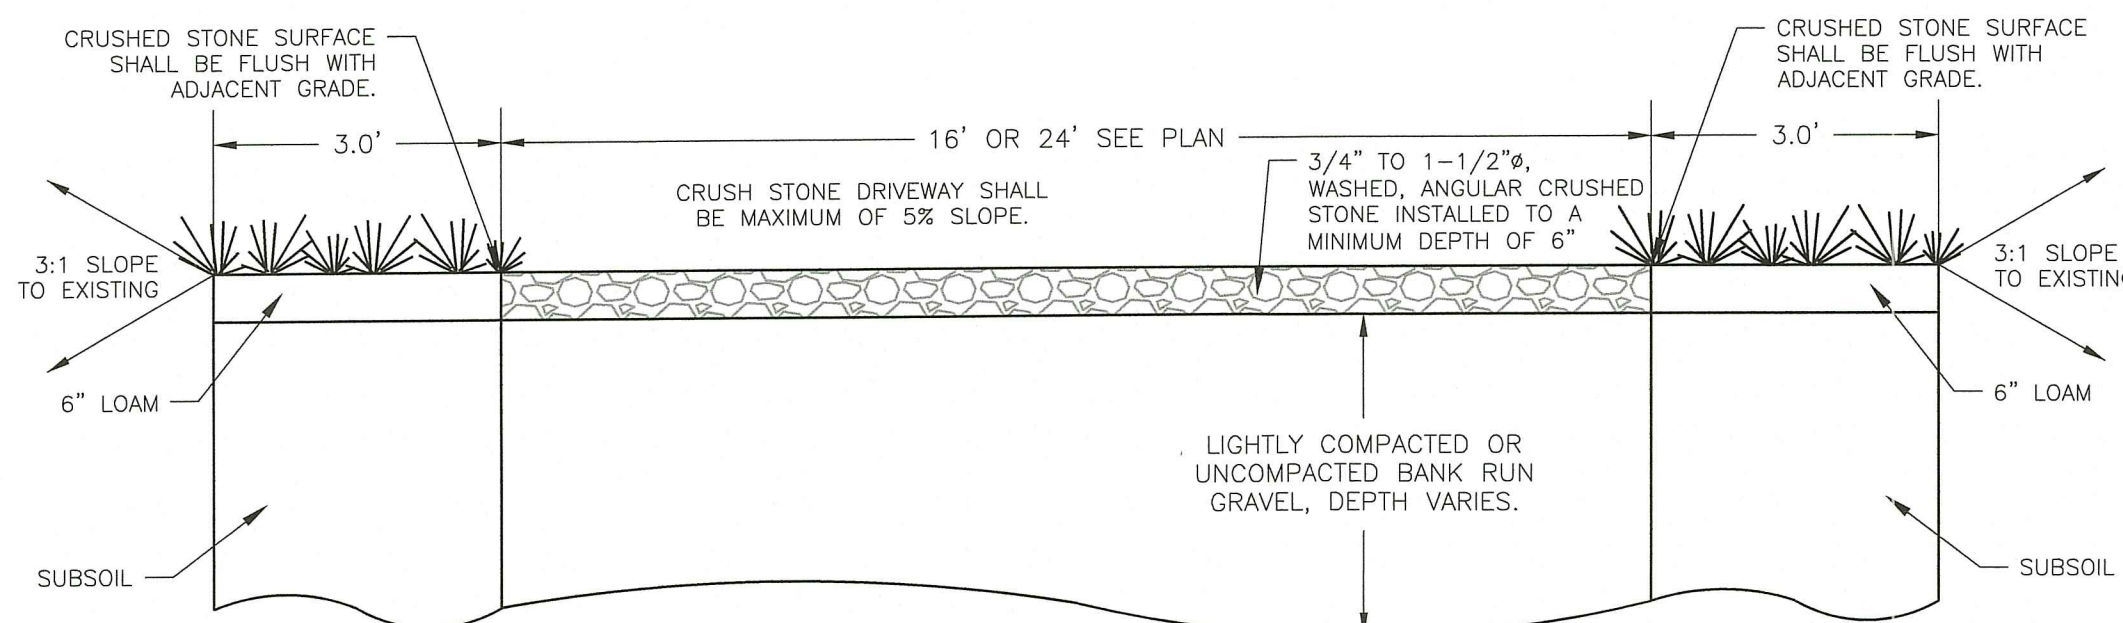 CRUSHED STONE SURFACE
SHALL BE FLUSH WITH
ADJACENT GRADE.
CRUSHED STONE SURFACE
SHALL BE FLUSH WITH
ADJACENT GRADE.
3.0'
16' OR 24' SEE PLAN
3.0'
CRUSH STONE DRIVEWAY SHALL
BE MAXIMUM OF 5% SLOPE.
3/4" TO 1-1/2"ø,
WASHED, ANGULAR CRUSHED
STONE INSTALLED TO A
MINIMUM DEPTH OF 6"
3:1 SLOPE
TO EXISTING
3:1 SLOPE
TO EXISTING
6" LOAM
6" LOAM
LIGHTLY COMPACTED OR
UNCOMPACTED BANK RUN
GRAVEL, DEPTH VARIES.
SUBSOIL
SUBSOIL